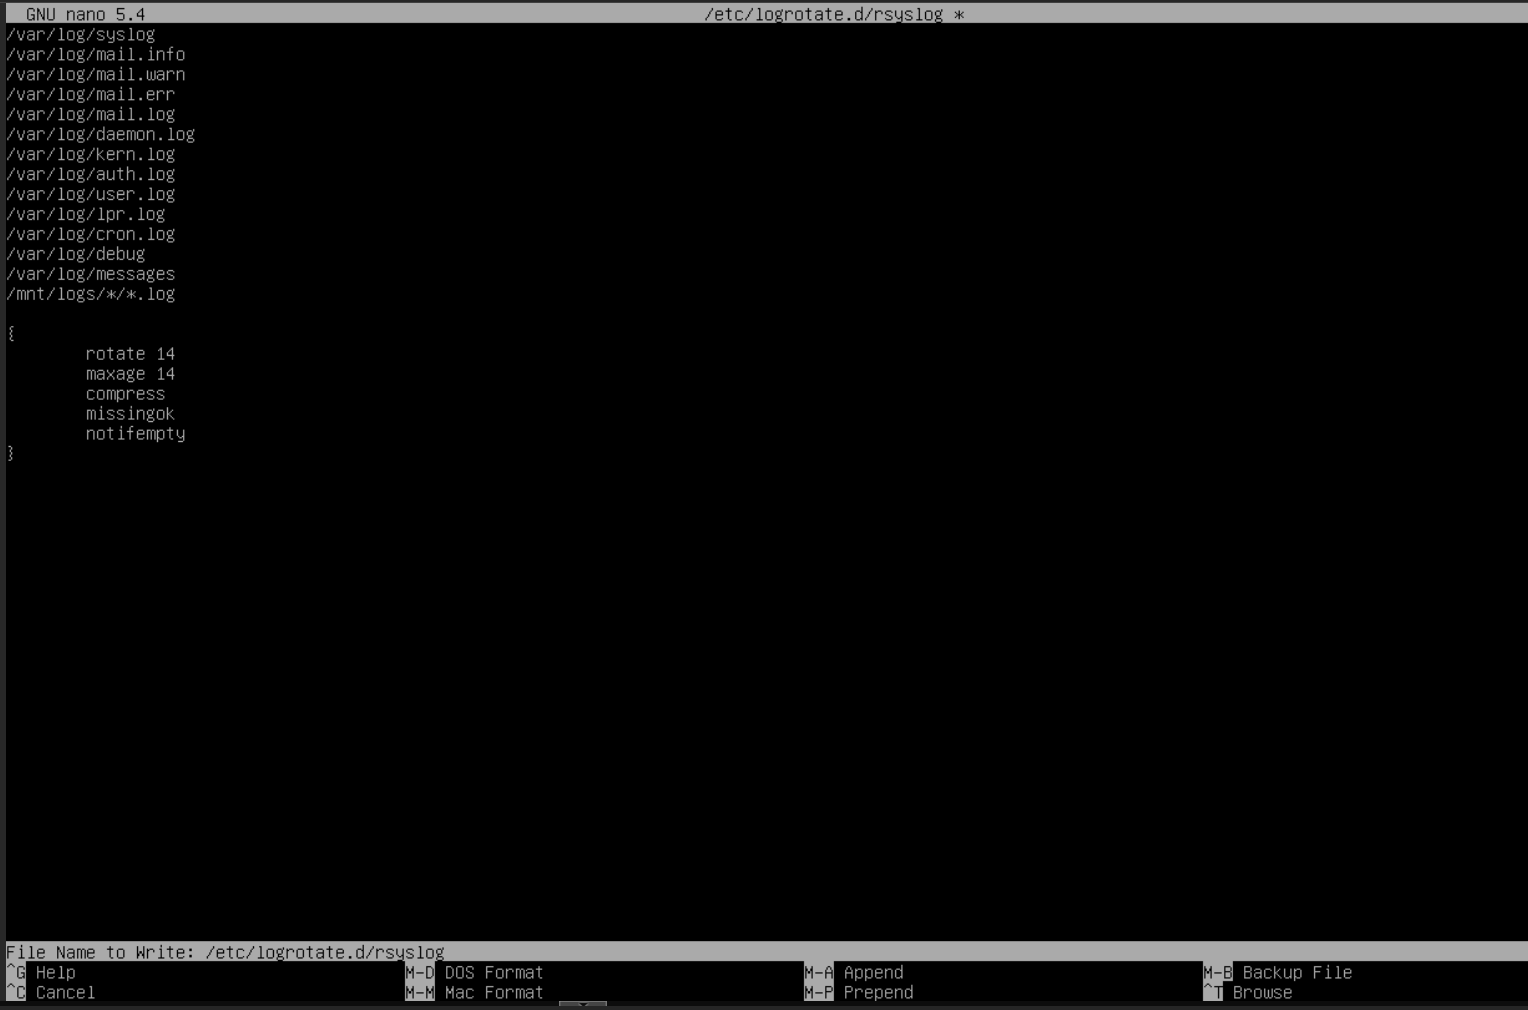 GNU nano 5.4 /etc/logrotate.d/rsyslog *
/var/log/syslog
/var/log/mail.info
/var/log/mail.warn
/var/log/mail.err
/var/log/mail.log
/var/log/daemon.log
/var/log/kern.log
/var/log/auth.log
/var/log/user.log
/var/log/lpr.log
/var/log/cron.log
/var/log/debug
/var/log/messages
/mnt/logs/*/*.log
{
rotate 14
maxage 14
compress
missingok
notifempty
}
File Name to Write: /etc/logrotate.d/rsyslog
^G Help M-D DOS Format M-A Append M-B Backup File
^C Cancel M-M Mac Format M-P Prepend ^T Browse